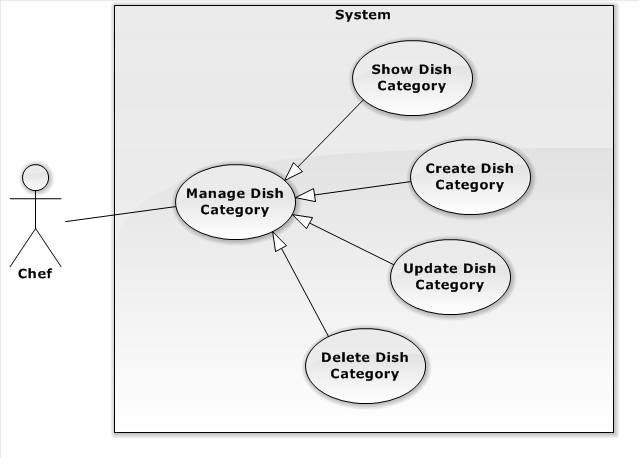 System
Show Dish
Category
Create Dish
Category
Manage Dish
Category
Update Dish
Category
Chef
Delete Dish
Category